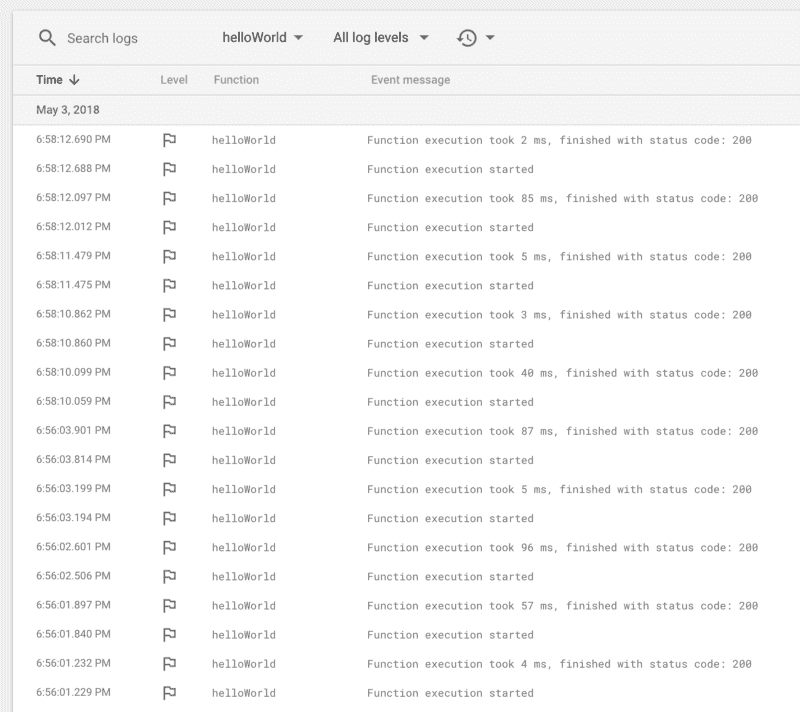 Search logs helloWorld All log levels
Time Level Function Event message
May 3, 2018
6:58:12.690 PM helloWorld Function execution took 2 ms, finished with status code: 200
6:58:12.688 PM helloWorld Function execution started
6:58:12.097 PM helloWorld Function execution took 85 ms, finished with status code: 200
6:58:12.012 PM helloWorld Function execution started
6:58:11.479 PM helloWorld Function execution took 5 ms, finished with status code: 200
6:58:11.475 PM helloWorld Function execution started
6:58:10.862 PM helloWorld Function execution took 3 ms, finished with status code: 200
6:58:10.860 PM helloWorld Function execution started
6:58:10.099 PM helloWorld Function execution took 40 ms, finished with status code: 200
6:58:10.059 PM helloWorld Function execution started
6:56:03.901 PM helloWorld Function execution took 87 ms, finished with status code: 200
6:56:03.814 PM helloWorld Function execution started
6:56:03.199 PM helloWorld Function execution took 5 ms, finished with status code: 200
6:56:03.194 PM helloWorld Function execution started
6:56:02.601 PM helloWorld Function execution took 96 ms, finished with status code: 200
6:56:02.506 PM helloWorld Function execution started
6:56:01.897 PM helloWorld Function execution took 57 ms, finished with status code: 200
6:56:01.840 PM helloWorld Function execution started
6:56:01.232 PM helloWorld Function execution took 4 ms, finished with status code: 200
6:56:01.229 PM helloWorld Function execution started